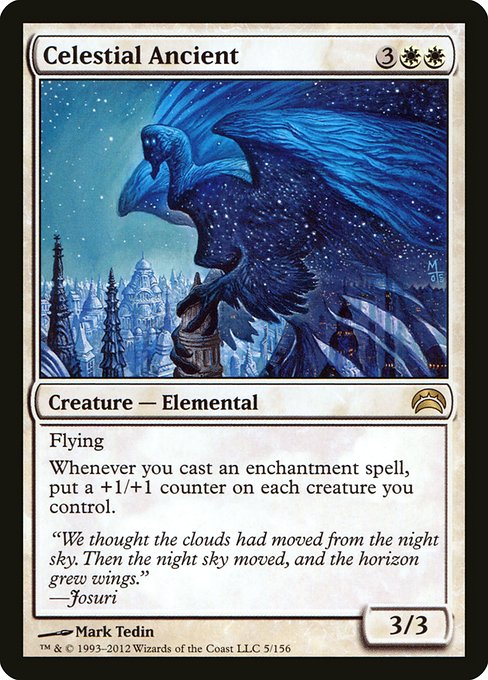 Celestial Ancient 3
MT
05
Creature — Elemental
Flying
Whenever you cast an enchantment spell,
put a +1/+1 counter on each creature you
control.
“We thought the clouds had moved from the night
sky. Then the night sky moved, and the horizon
grew wings.”
—Josuri
3/3
Mark Tedin
™ & © 1993–2012 Wizards of the Coast LLC 5/156